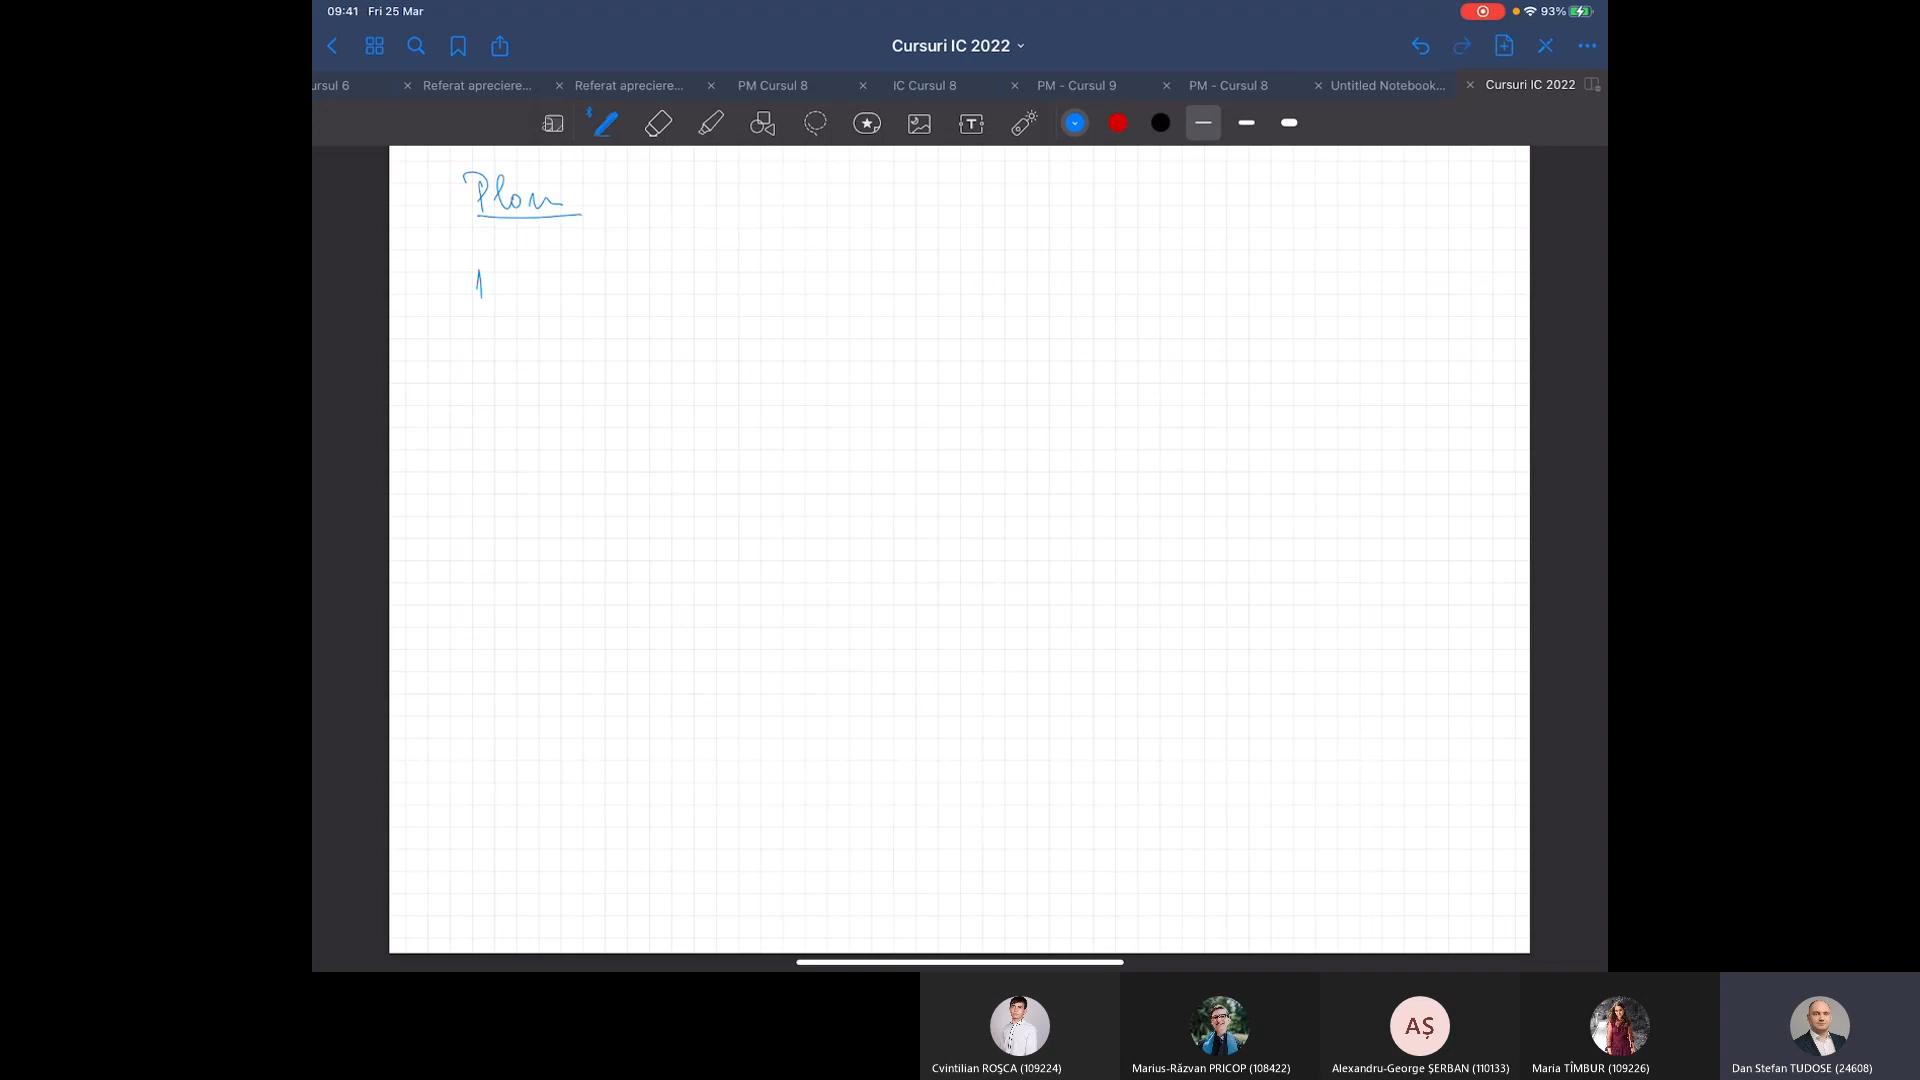 09:41 Fri 25 Mar
93%
Cursuri IC 2022
ursul 6
Referat apreciere...
Referat apreciere...
PM Cursul 8
IC Cursul 8
PM - Cursul 9
PM - Cursul 8
Untitled Notebook...
Cursuri IC 2022
T
Plan
1
AȘ
Cvintilian ROȘCA (109224)
Marius-Răzvan PRICOP (108422)
Alexandru-George ȘERBAN (110133)
Maria TÎMBUR (109226)
Dan Stefan TUDOSE (24608)